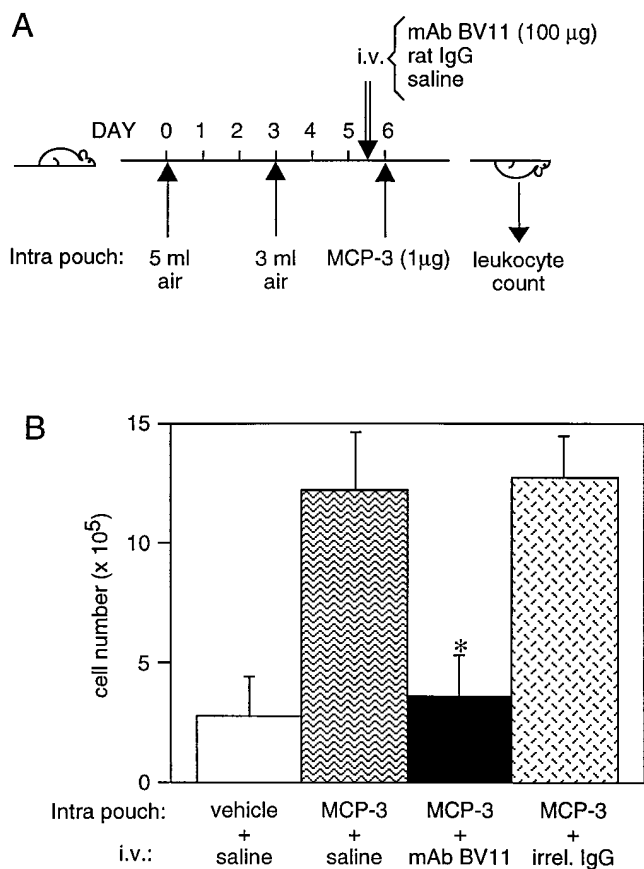 A
mAb BV11 (100 µg)
i.v. rat IgG
saline
DAY 0 1 2 3 4 5 6
Intra pouch: 5 ml air 3 ml air MCP-3 (1µg) leukocyte count
B
15
10
5
0
cell number (x 10⁵)
*
Intra pouch: vehicle MCP-3 MCP-3 MCP-3
+ + + +
i.v.: saline saline mAb BV11 irrel. IgG